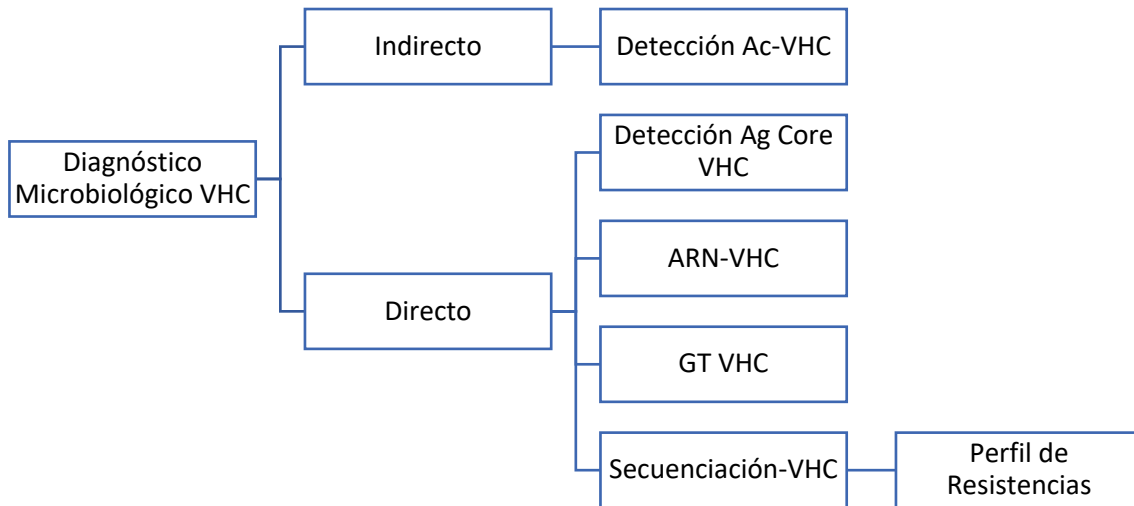 Diagnóstico
Microbiológico VHC
Indirecto
Detección Ac-VHC
Directo
Detección Ag Core
VHC
ARN-VHC
GT VHC
Secuenciación-VHC
Perfil de
Resistencias